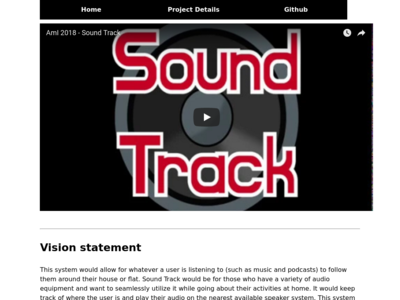 Home Project Details Github
AmI 2018 - Sound Track
Sound
Track
Vision statement
This system would allow for whatever a user is listening to (such as music and podcasts) to follow
them around their house or flat. Sound Track would be for those who have a variety of audio
equipment and want to seamlessly utilize it while going about their activities at home. It would keep
track of where the user is and play their audio on the nearest available speaker system. This system